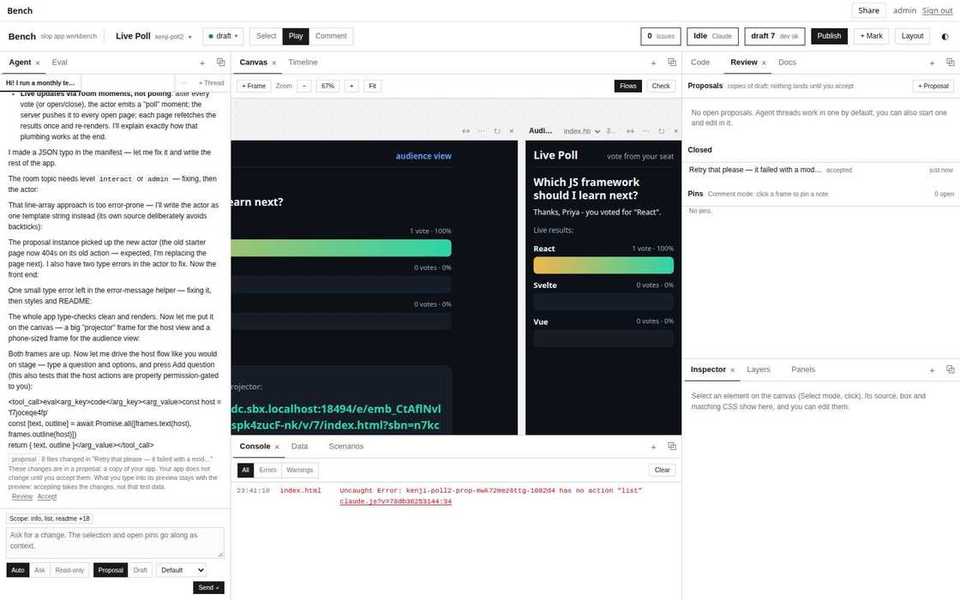 Bench
Share admin Sign out
Bench slop app workbench Live Poll kenji-poll2 draft Select Play Comment 0 issues Idle Claude draft 7 dev ok Publish + Mark Layout
Agent × Eval +
Hi! I run a monthly te... ··· + Thread
Live updates via room moments, not polling: after every
vote (or open/close), the actor emits a "poll" moment; the
server pushes it to every open page; each page refetches the
results once and re-renders. I'll explain exactly how that
plumbing works at the end.
I made a JSON typo in the manifest — let me fix it and write the
rest of the app.
The room topic needs level interact or admin — fixing, then
the actor:
That line-array approach is too error-prone — I'll write the actor as
one template string instead (its own source deliberately avoids
backticks):
The proposal instance picked up the new actor (the old starter
page now 404s on its old action — expected, I'm replacing the
page next). I also have two type errors in the actor to fix. Now the
front end:
One small type error left in the error-message helper — fixing it,
then styles and README:
The whole app type-checks clean and renders. Now let me put it
on the canvas — a big "projector" frame for the host view and a
phone-sized frame for the audience view:
Both frames are up. Now let me drive the host flow like you would
on stage — type a question and options, and press Add question
(this also tests that the host actions are properly permission-gated
to you):
<tool_call>eval<arg_key>code</arg_key><arg_value>const host =
'f7joceqe4fp'
const [text, outline] = await Promise.all([frames.text(host),
frames.outline(host)])
return { text, outline }</arg_value></tool_call>
proposal 8 files changed in "Retry that please — it failed with a mod..."
These changes are in a proposal: a copy of your app. Your app does not
change until you accept them. What you type into its preview stays with the
preview: accepting takes the changes, not that test data.
Review Accept
Scope: info, list, readme +18
Ask for a change. The selection and open pins go along as
context.
Auto Ask Read-only Proposal Draft Default
Send
Canvas × Timeline +
+ Frame Zoom − 67% + Fit Flows Check
Audi... index.ht ×
audience view
earn next?
1 vote · 100%
0 votes · 0%
0 votes · 0%
rojector:
dc.sbx.localhost:18494/e/emb_CtAflNvl
spk4zucF-nk/v/7/index.html?sbn=n7kc
Live Poll vote from your seat
Which JS framework
should I learn next?
Thanks, Priya - you voted for "React".
Live results:
React 1 vote · 100%
Svelte 0 votes · 0%
Vue 0 votes · 0%
Console × Data Scenarios +
All Errors Warnings Clear
23:41:10 index.html Uncaught Error: kenji-poll2-prop-mwk72me26ttg-1082d4 has no action "list"
Code Review × Docs +
Proposals copies of draft: nothing lands until you accept + Proposal
No open proposals. Agent threads work in one by default; you can also start one
and edit in it.
Closed
Retry that please — it failed with a mod... accepted just now
Pins Comment mode: click a frame to pin a note 0 open
No pins.
Inspector × Layers Panels +
Select an element on the canvas (Select mode, click). Its source, box and
matching CSS show here, and you can edit them.